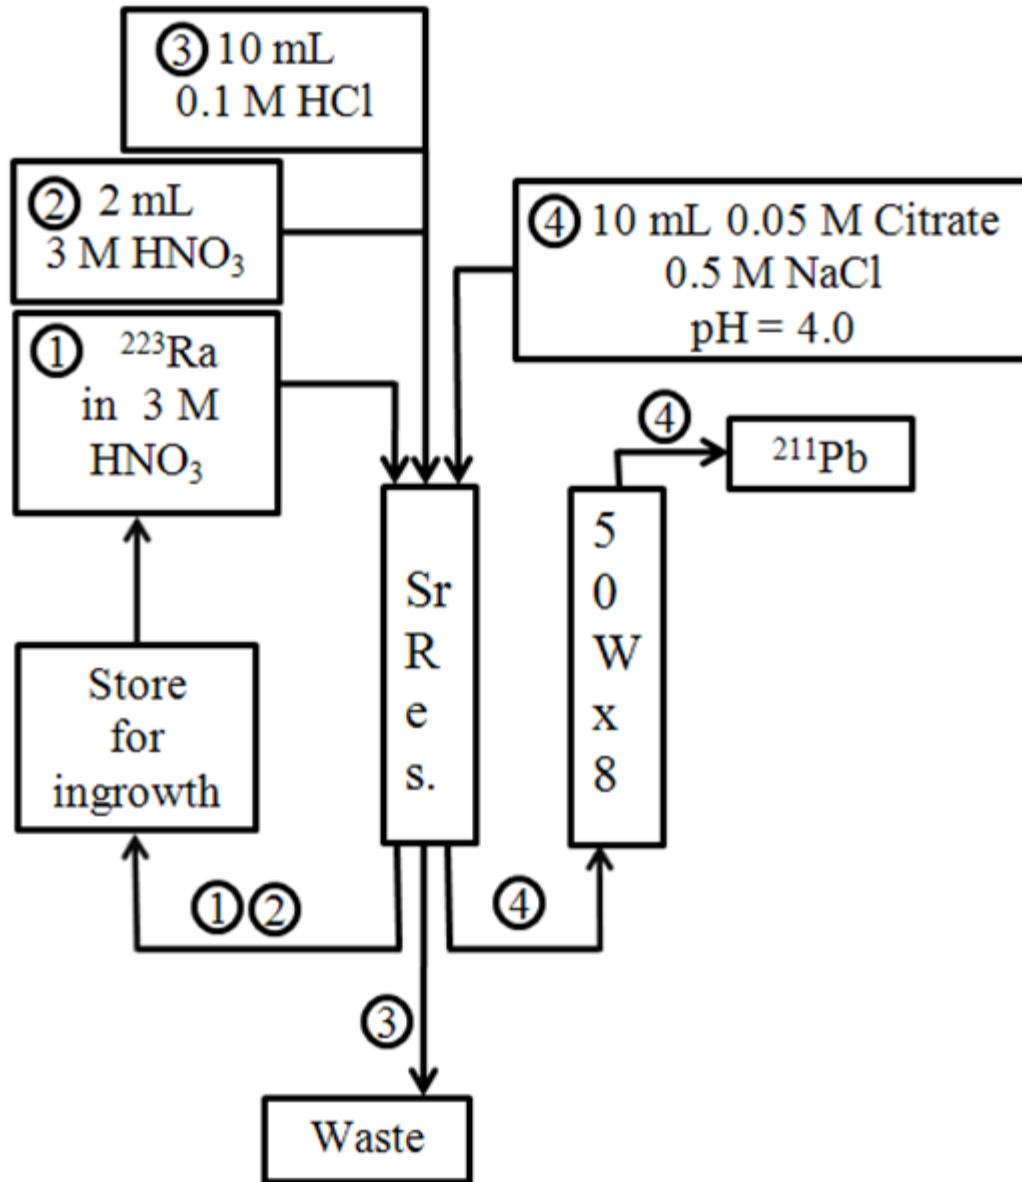 ③ 10 mL
0.1 M HCl
② 2 mL
3 M HNO₃
① ²²³Ra
in 3 M
HNO₃
④ 10 mL 0.05 M Citrate
0.5 M NaCl
pH = 4.0
④
²¹¹Pb
Sr
R
e
s.
5
0
W
x
8
Store
for
ingrowth
① ②
④
③
Waste